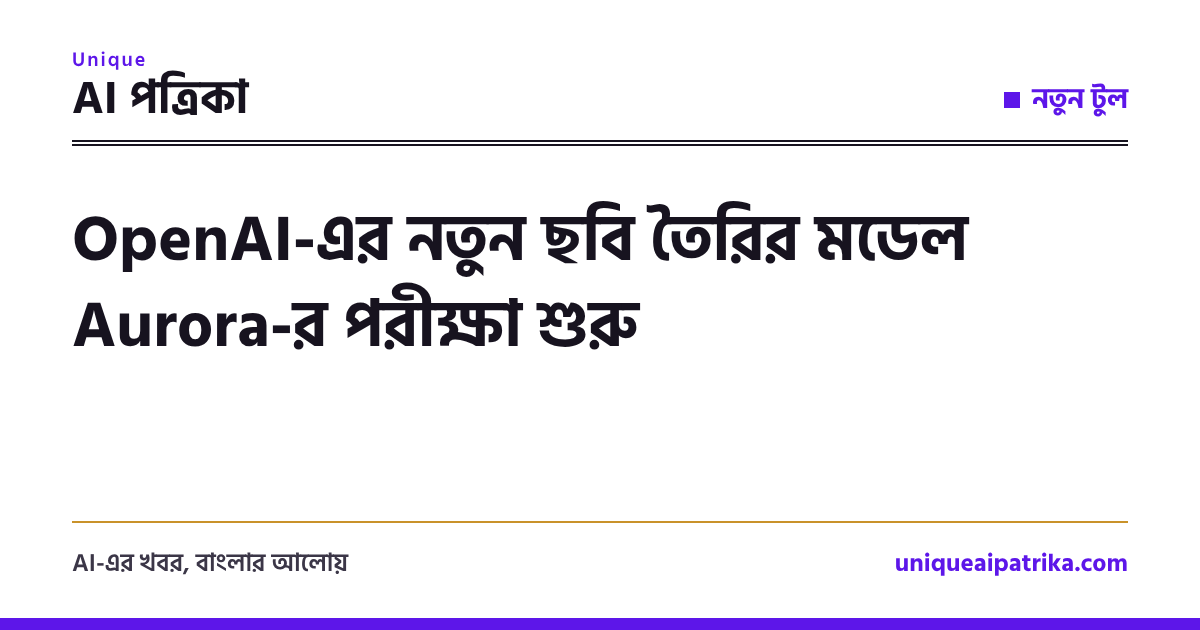 Unique
AI পত্রিকা
নতুন টুল
OpenAI-এর নতুন ছবি তৈরির মডেল
Aurora-র পরীক্ষা শুরু
AI-এর খবর, বাংলার আলোয়
uniqueaipatrika.com